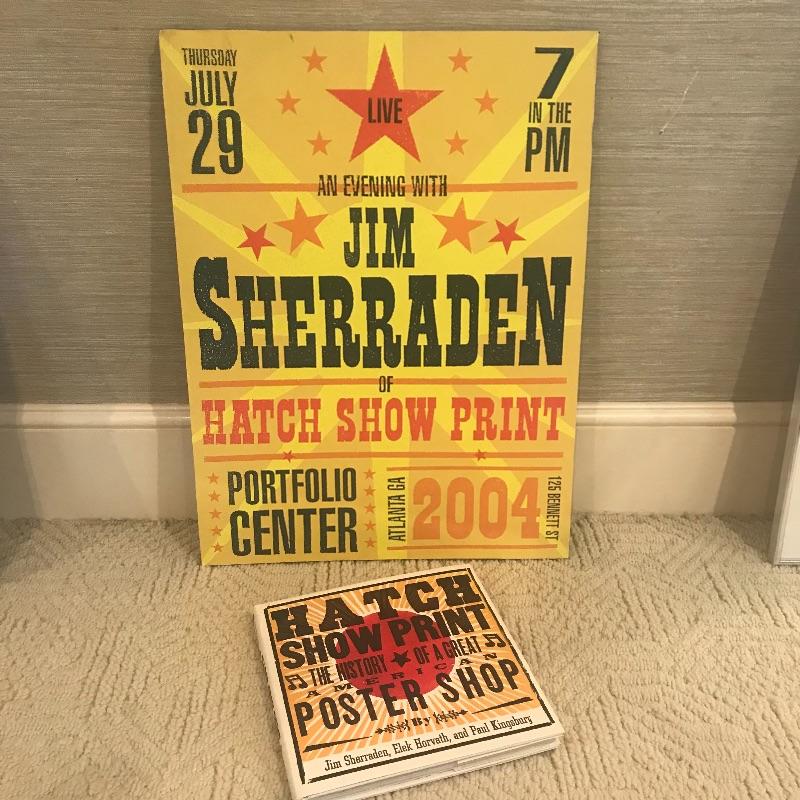 THURSDAY
JULY
29
LIVE
7
IN THE
PM
AN EVENING WITH
JIM
SHERRADEN
OF
HATCH SHOW PRINT
PORTFOLIO
CENTER
ATLANTA GA
2004
125 BENNETT ST
HATCH
SHOW PRINT
THE HISTORY OF A GREAT
AMERICAN
POSTER SHOP
By
Jim Sherraden, Elek Horvath, and Paul Kingsbury